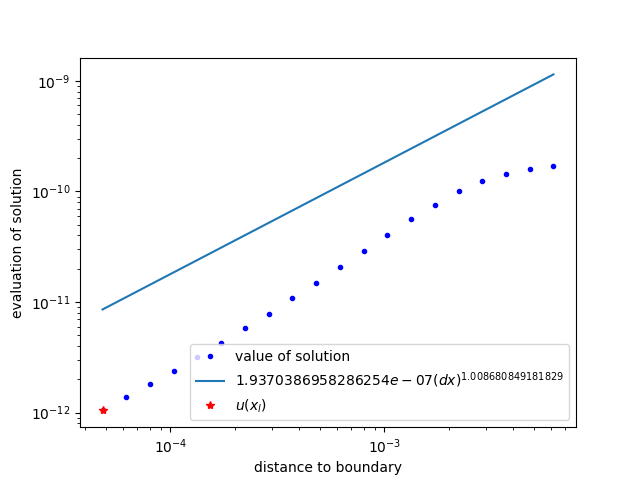 10⁻⁹
10⁻¹⁰
10⁻¹¹
10⁻¹²
evaluation of solution
value of solution
1.9370386958286254e − 07(dx)^1.008680849181829
u(x_l)
10⁻⁴
10⁻³
distance to boundary